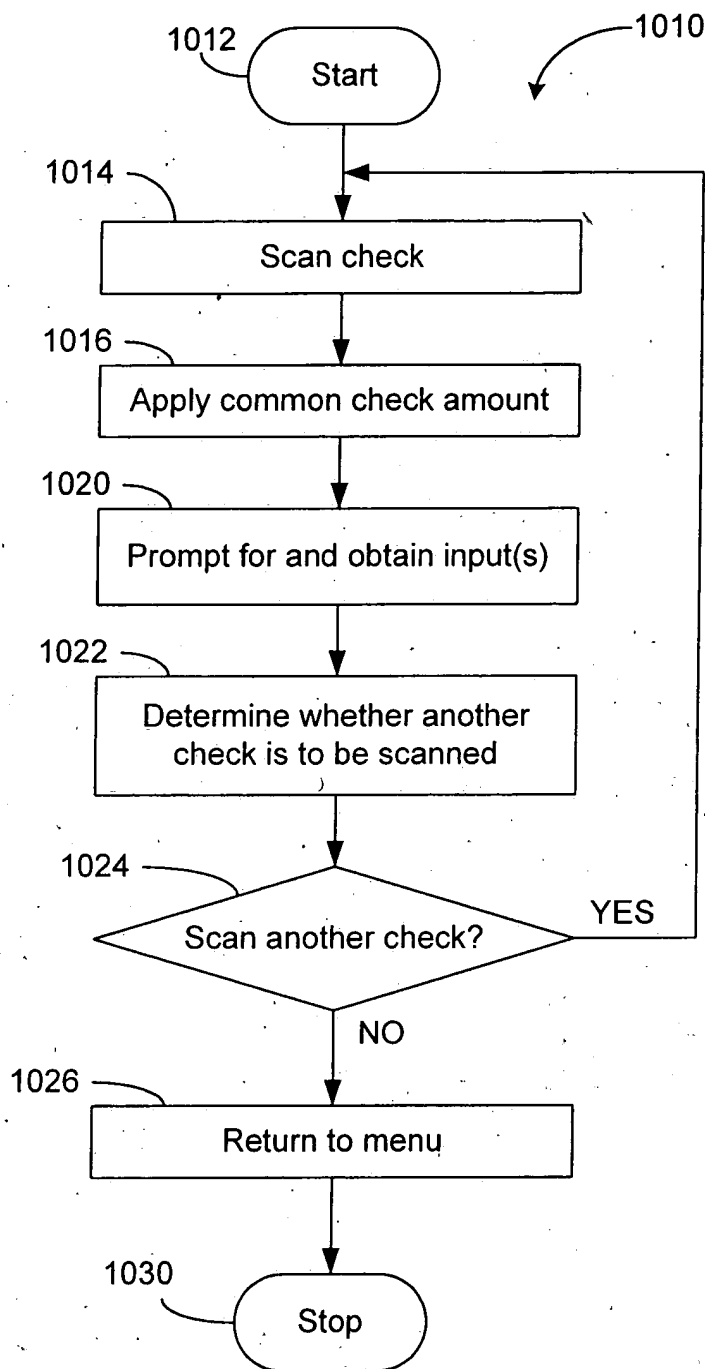 1012
Start
1010
1014
Scan check
1016
Apply common check amount
1020
Prompt for and obtain input(s)
1022
Determine whether another
check is to be scanned
1024
Scan another check?
YES
NO
1026
Return to menu
1030
Stop